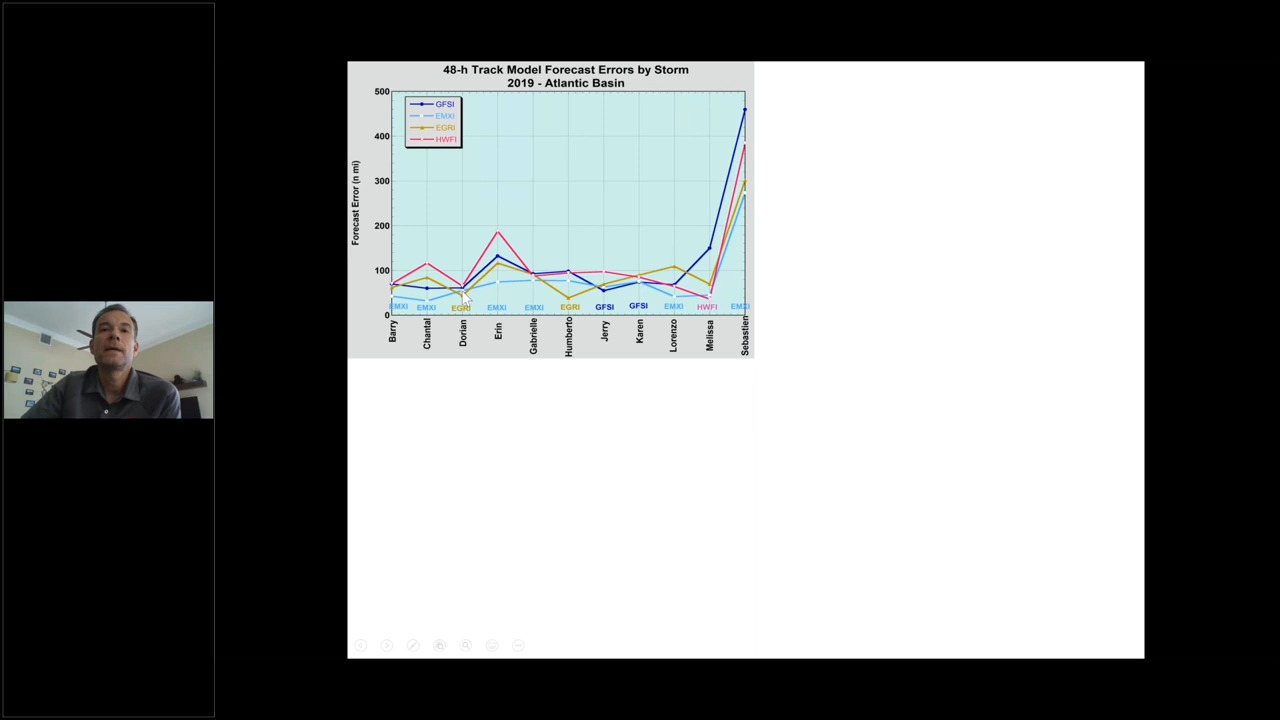 48-h Track Model Forecast Errors by Storm
2019 - Atlantic Basin
500
400
300
200
100
0
Forecast Error (n mi)
GFSI
EMXI
EGRI
HWFI
EMXI EMXI EGRI EMXI EMXI EGRI GFSI GFSI EMXI HWFI EMXI
Barry Chantal Dorian Erin Gabrielle Humberto Jerry Karen Lorenzo Melissa Sebastien